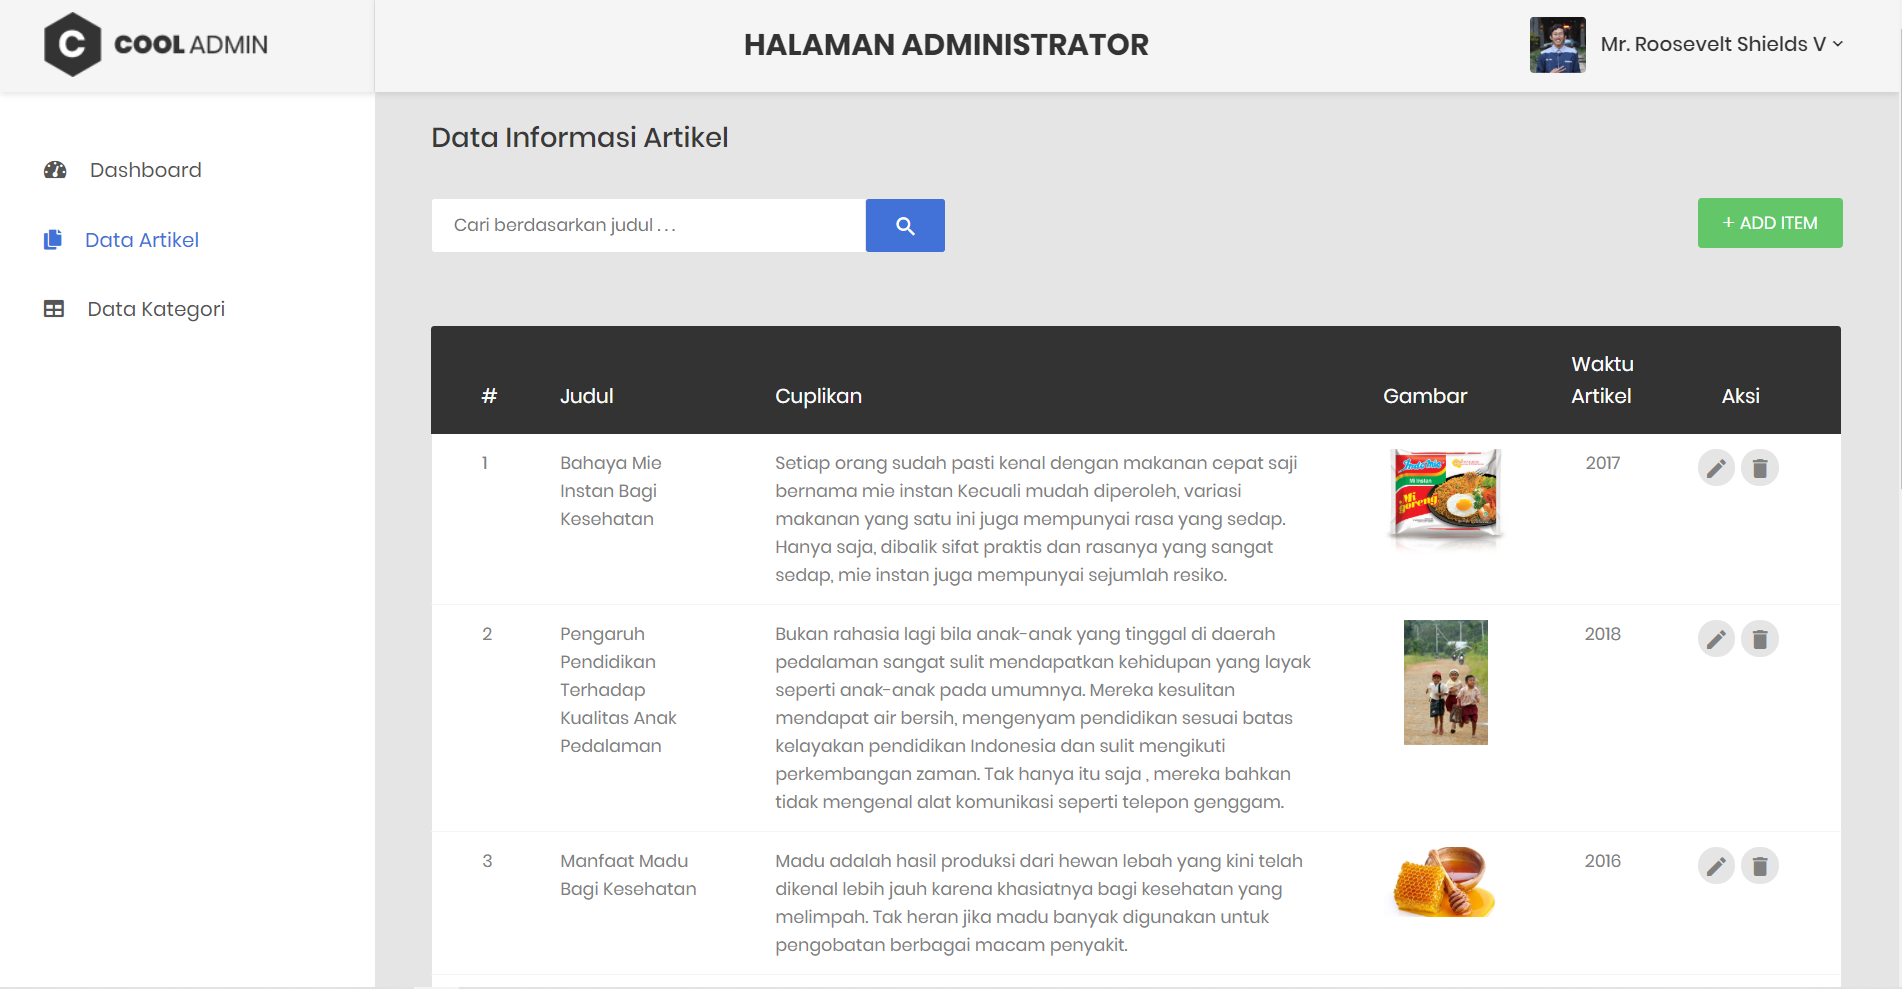 C COOL ADMIN
HALAMAN ADMINISTRATOR
Mr. Roosevelt Shields V
Dashboard
Data Artikel
Data Kategori
Data Informasi Artikel
Cari berdasarkan judul . . .
+ ADD ITEM
# Judul Cuplikan Gambar Waktu Artikel Aksi
1
Bahaya Mie
Instan Bagi
Kesehatan
Setiap orang sudah pasti kenal dengan makanan cepat saji
bernama mie instan Kecuali mudah diperoleh, variasi
makanan yang satu ini juga mempunyai rasa yang sedap.
Hanya saja, dibalik sifat praktis dan rasanya yang sangat
sedap, mie instan juga mempunyai sejumlah resiko.
Indomie
Mi Instan
Mi
goreng
2017
2
Pengaruh
Pendidikan
Terhadap
Kualitas Anak
Pedalaman
Bukan rahasia lagi bila anak-anak yang tinggal di daerah
pedalaman sangat sulit mendapatkan kehidupan yang layak
seperti anak-anak pada umumnya. Mereka kesulitan
mendapat air bersih, mengenyam pendidikan sesuai batas
kelayakan pendidikan Indonesia dan sulit mengikuti
perkembangan zaman. Tak hanya itu saja , mereka bahkan
tidak mengenal alat komunikasi seperti telepon genggam.
2018
3
Manfaat Madu
Bagi Kesehatan
Madu adalah hasil produksi dari hewan lebah yang kini telah
dikenal lebih jauh karena khasiatnya bagi kesehatan yang
melimpah. Tak heran jika madu banyak digunakan untuk
pengobatan berbagai macam penyakit.
2016